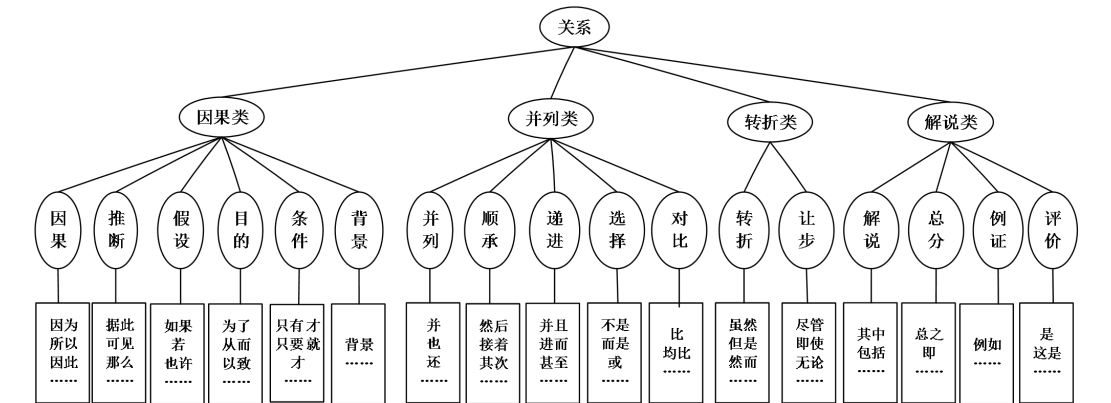 关系
因果类
并列类
转折类
解说类
因
果
推
断
假
设
目
的
条
件
背
景
并
列
顺
承
递
进
选
择
对
比
转
折
让
步
解
说
总
分
例
证
评
价
因为
所以
因此
……
据此
可见
那么
……
如果
若
也许
……
为了
从而
以致
……
只有 才
只要 就
才
……
背景
……
并
也
还
……
然后
接着
其次
……
并且
进而
甚至
……
不是
而是
或
……
比
均比
……
虽然
但是
然而
……
尽管
即使
无论
……
其中
包括
……
总之
即
……
例如
……
是
这是
……